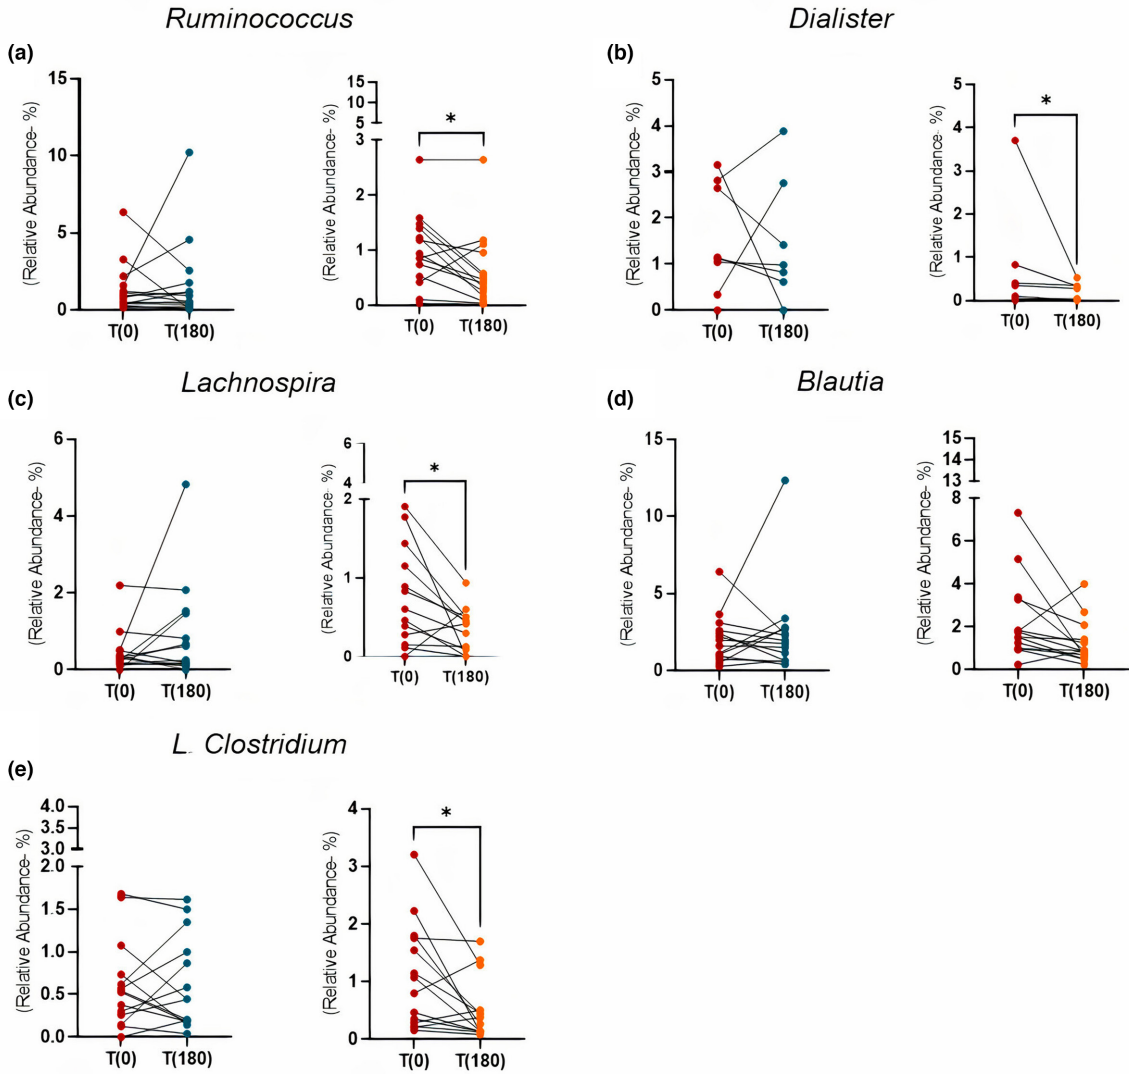 Ruminococcus
Dialister
(a)
(b)
(Relative Abundance- %)
15
10
5
0
T(0)
T(180)
(Relative Abundance- %)
15
10
5
3
2
1
0
*
T(0)
T(180)
(Relative Abundance- %)
5
4
3
2
1
0
T(0)
T(180)
(Relative Abundance- %)
5
4
3
2
1
0
*
T(0)
T(180)
Lachnospira
Blautia
(c)
(d)
(Relative Abundance- %)
6
4
2
0
T(0)
T(180)
(Relative Abundance- %)
6
4
2
1
0
*
T(0)
T(180)
(Relative Abundance- %)
15
10
5
0
T(0)
T(180)
(Relative Abundance- %)
15
14
13
8
6
4
2
0
T(0)
T(180)
L. Clostridium
(e)
(Relative Abundance- %)
4.0
3.5
3.0
2.0
1.5
1.0
0.5
0.0
T(0)
T(180)
(Relative Abundance- %)
4
3
2
1
0
*
T(0)
T(180)